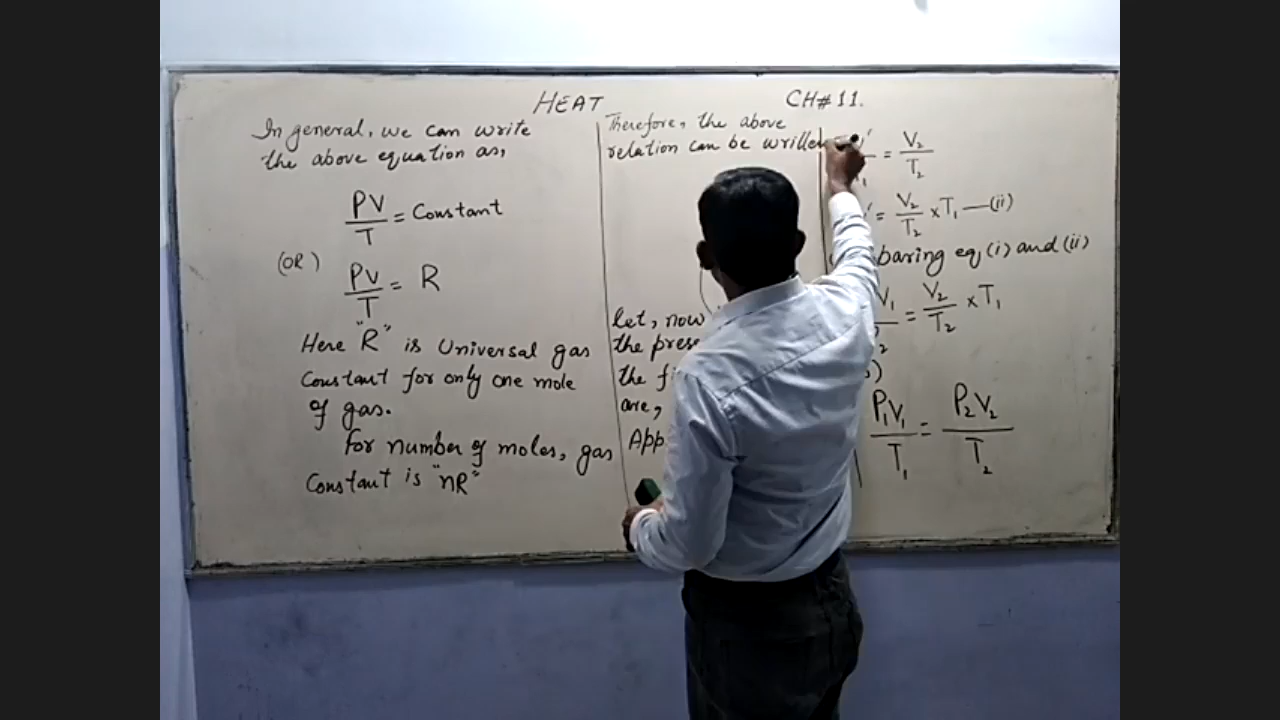 HEAT CH# 11.
In general, we can write
the above equation as,
PV/T = Constant
(OR)
PV/T = R
Here "R" is Universal gas
Constant for only one mole
of gas.
for number of moles, gas
Constant is "nR"
Therefore, the above
relation can be written
let, now
the
the
are,
= V₂/T₂
= V₂/T₂ × T₁ —(ii)
eq (i) and (ii)
V₁ = V₂/T₂ × T₁
P₁V₁/T₁ = P₂V₂/T₂